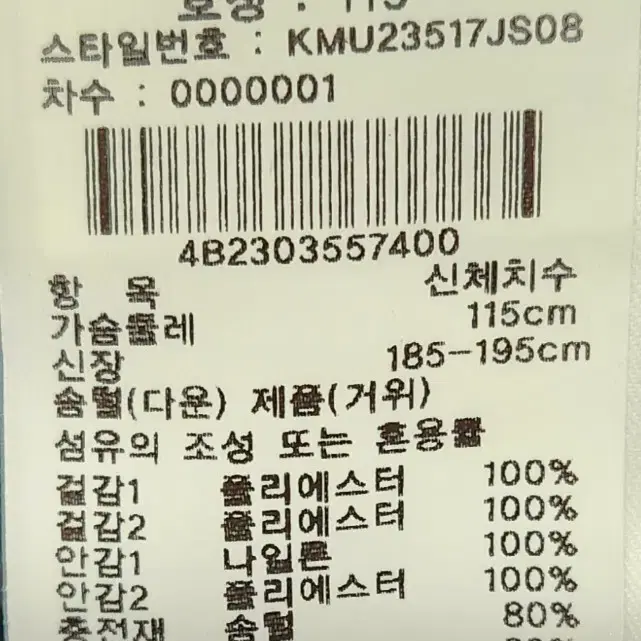 호칭 : 115
스타일번호 : KMU23517JS08
차수 : 0000001
4B2303557400
항 목 신체치수
가슴둘레 115cm
신장 185-195cm
솜털(다운) 제품(거위)
섬유의 조성 또는 혼용률
겉감1 폴리에스터 100%
겉감2 폴리에스터 100%
안감1 나일론 100%
안감2 폴리에스터 100%
충전재 솜털 80%